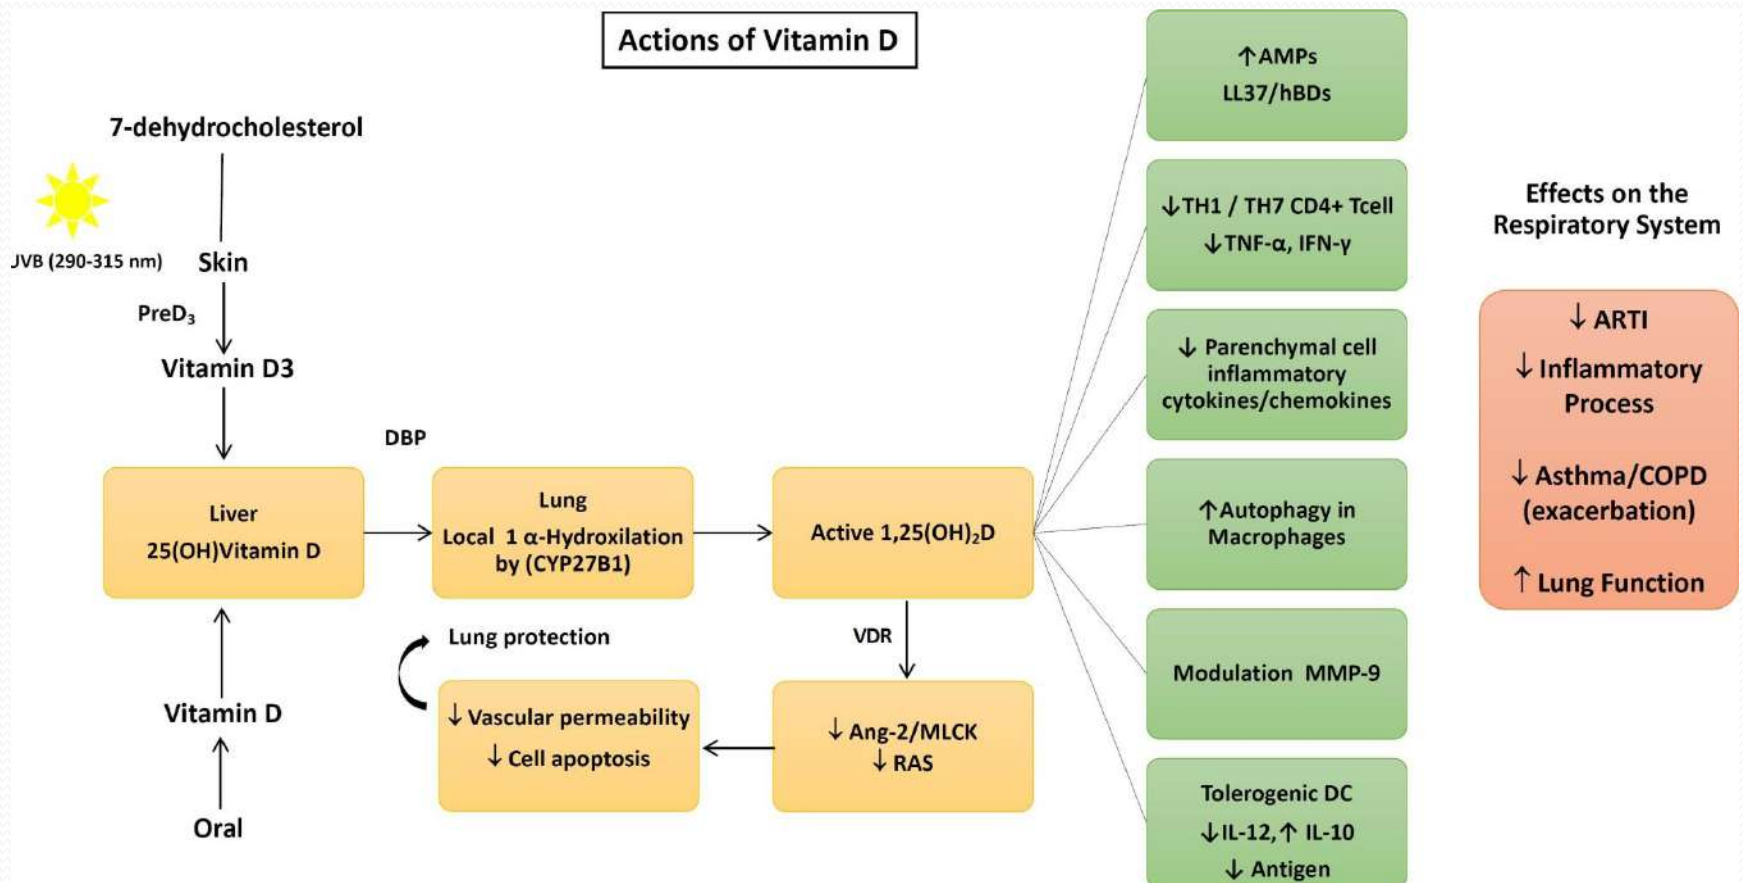 Actions of Vitamin D
7-dehydrocholesterol
JVB (290-315 nm)
Skin
PreD₃
Vitamin D3
DBP
Liver
25(OH)Vitamin D
Lung
Local 1 α-Hydroxilation
by (CYP27B1)
Active 1,25(OH)₂D
Lung protection
VDR
↓ Vascular permeability
↓ Cell apoptosis
↓ Ang-2/MLCK
↓ RAS
Vitamin D
Oral
↑AMPs
LL37/hBDs
↓TH1 / TH7 CD4+ Tcell
↓TNF-α, IFN-γ
↓ Parenchymal cell
inflammatory
cytokines/chemokines
↑Autophagy in
Macrophages
Modulation MMP-9
Tolerogenic DC
↓IL-12,↑ IL-10
↓ Antigen
Effects on the
Respiratory System
↓ ARTI
↓ Inflammatory
Process
↓ Asthma/COPD
(exacerbation)
↑ Lung Function